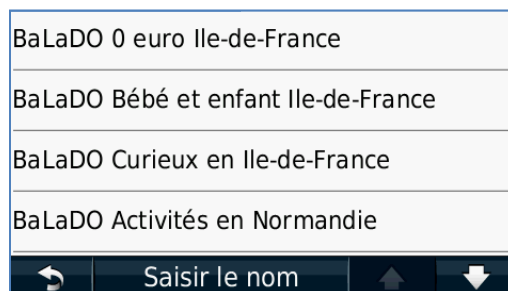 BaLaDO 0 euro Ile-de-France
BaLaDO Bébé et enfant Ile-de-France
BaLaDO Curieux en Ile-de-France
BaLaDO Activités en Normandie
Saisir le nom